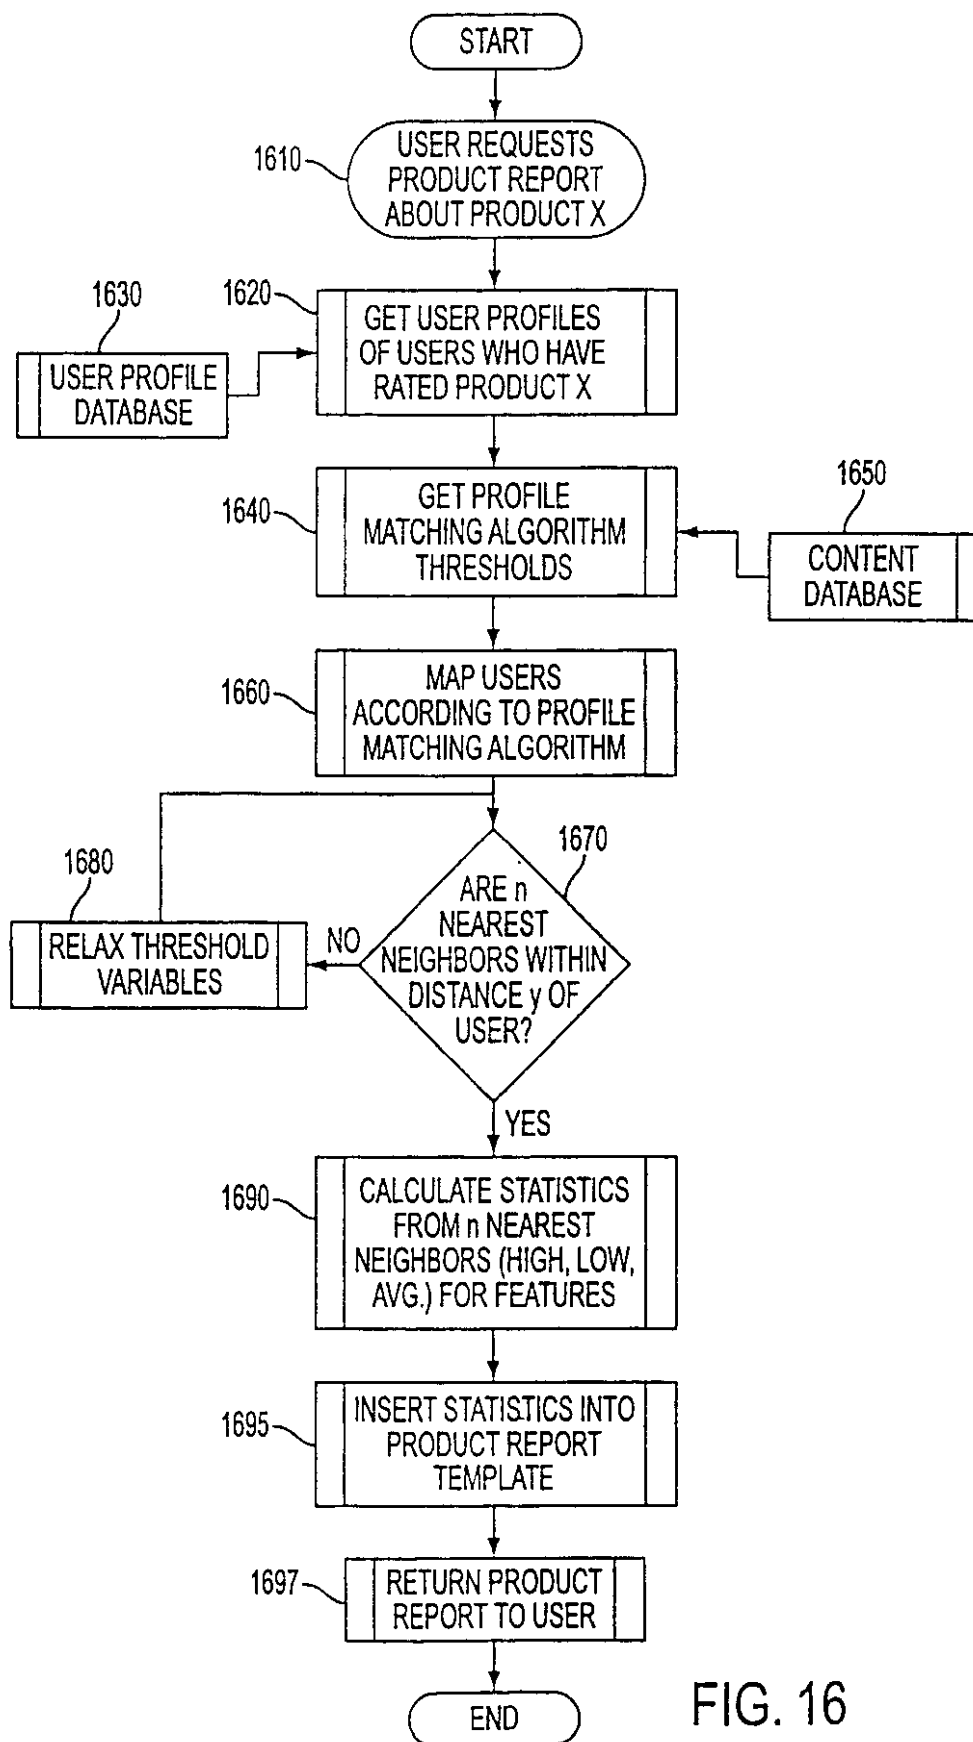 START
1610
USER REQUESTS
PRODUCT REPORT
ABOUT PRODUCT X
1630
1620
USER PROFILE
DATABASE
GET USER PROFILES
OF USERS WHO HAVE
RATED PRODUCT X
1640
GET PROFILE
MATCHING ALGORITHM
THRESHOLDS
1650
CONTENT
DATABASE
1660
MAP USERS
ACCORDING TO PROFILE
MATCHING ALGORITHM
1670
ARE n
NEAREST
NEIGHBORS WITHIN
DISTANCE y OF
USER?
1680
RELAX THRESHOLD
VARIABLES
NO
YES
1690
CALCULATE STATISTICS
FROM n NEAREST
NEIGHBORS (HIGH, LOW,
AVG.) FOR FEATURES
1695
INSERT STATISTICS INTO
PRODUCT REPORT
TEMPLATE
1697
RETURN PRODUCT
REPORT TO USER
END
FIG. 16